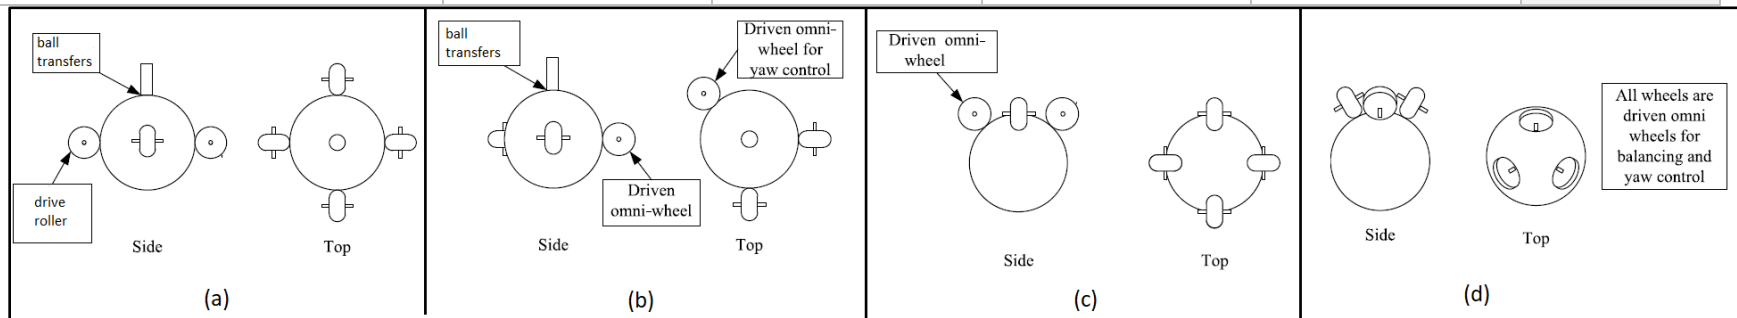 ball
transfers
drive
roller
Side
Top
(a)
ball
transfers
Driven omni-
wheel for
yaw control
Driven
omni-wheel
Side
Top
(b)
Driven omni-
wheel
Side
Top
(c)
All wheels are
driven omni
wheels for
balancing and
yaw control
Side
Top
(d)